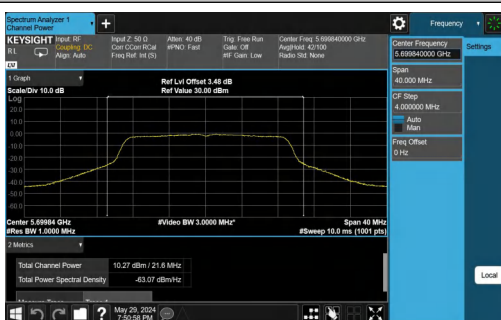 Spectrum Analyzer 1
Channel Power
Frequency
KEYSIGHT
Input: RF
Coupling: DC
Align: Auto
Input Z: 50 Ω
Corr CCorr RCal
Freq Ref: Int (S)
Atten: 40 dB
#PNO: Fast
Trig: Free Run
Gate: Off
#IF Gain: Low
Center Freq: 5.699840000 GHz
Avg|Hold: 42/100
Radio Std: None
R L
LVI
Center Frequency
5.699840000 GHz
Settings
Span
40.000 MHz
CF Step
4.000000 MHz
Auto
Man
Freq Offset
0 Hz
Local
1 Graph
Scale/Div 10.0 dB
Ref Lvl Offset 3.48 dB
Ref Value 30.00 dBm
Log
20.0
10.0
0.00
-10.0
-20.0
-30.0
-40.0
-50.0
-60.0
Center 5.69984 GHz
#Video BW 3.0000 MHz*
Span 40 MHz
#Res BW 1.0000 MHz
#Sweep 10.0 ms (1001 pts)
2 Metrics
Total Channel Power 10.27 dBm / 21.6 MHz
Total Power Spectral Density -63.07 dBm/Hz
May 29, 2024
7:50:58 PM